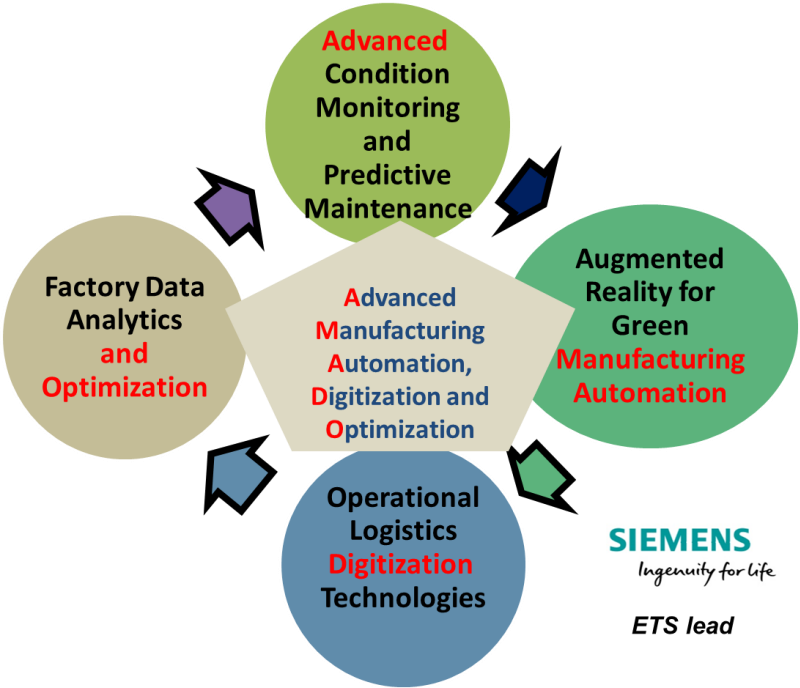 Advanced
Condition
Monitoring
and
Predictive
Maintenance
Factory Data
Analytics
and
Optimization
Advanced
Manufacturing
Automation,
Digitization and
Optimization
Augmented
Reality for
Green
Manufacturing
Automation
Operational
Logistics
Digitization
Technologies
SIEMENS
Ingenuity for life
ETS lead